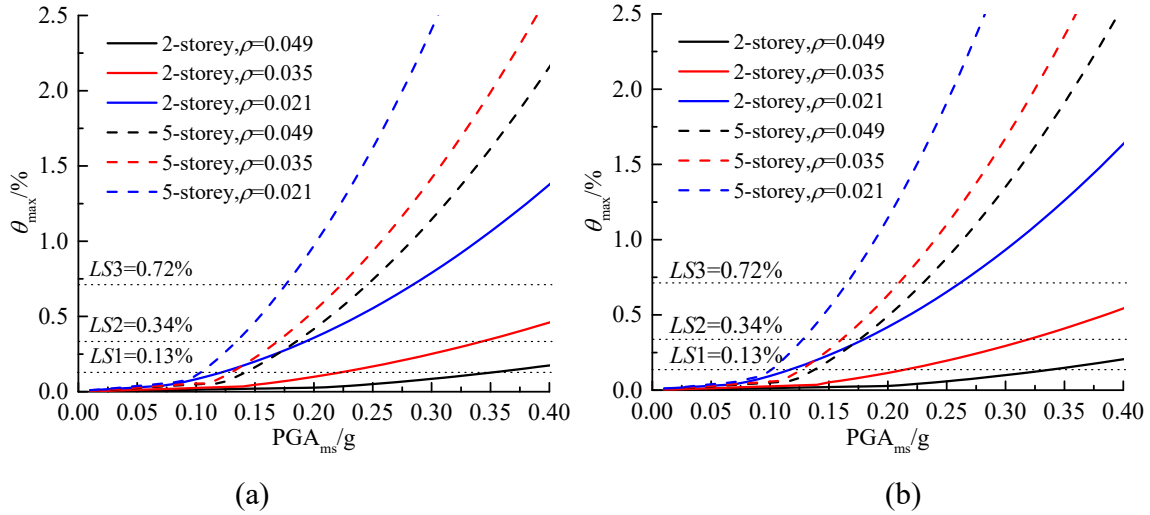 2.5
2.0
1.5
1.0
0.5
0.0
θmax/%
2-storey,ρ=0.049
2-storey,ρ=0.035
2-storey,ρ=0.021
5-storey,ρ=0.049
5-storey,ρ=0.035
5-storey,ρ=0.021
LS3=0.72%
LS2=0.34%
LS1=0.13%
0.00 0.05 0.10 0.15 0.20 0.25 0.30 0.35 0.40
PGAms/g
(a)
2.5
2.0
1.5
1.0
0.5
0.0
θmax/%
2-storey,ρ=0.049
2-storey,ρ=0.035
2-storey,ρ=0.021
5-storey,ρ=0.049
5-storey,ρ=0.035
5-storey,ρ=0.021
LS3=0.72%
LS2=0.34%
LS1=0.13%
0.00 0.05 0.10 0.15 0.20 0.25 0.30 0.35 0.40
PGAms/g
(b)